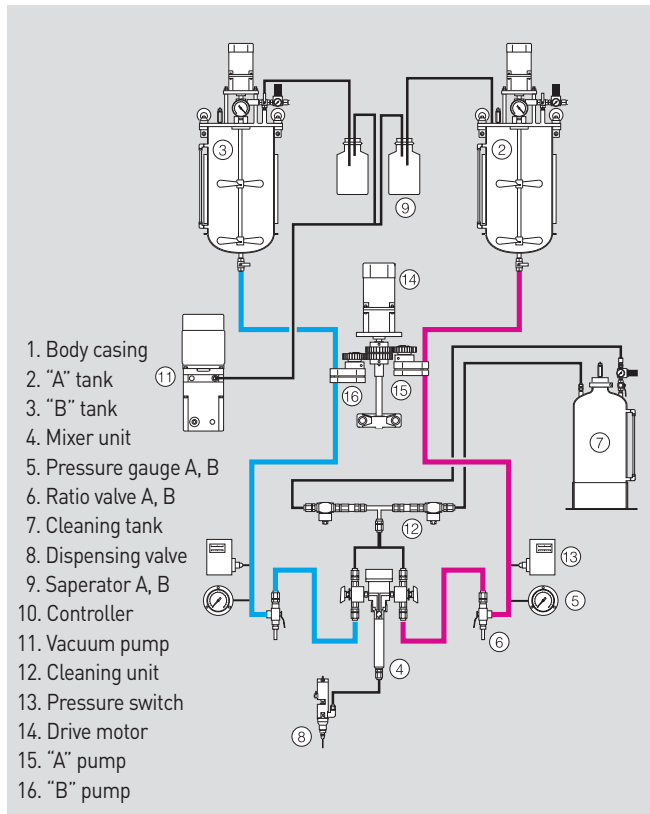 ③
②
⑨
⑭
⑪
⑯
⑮
⑦
⑫
⑬
⑤
⑥
④
⑧
1. Body casing
2. “A” tank
3. “B” tank
4. Mixer unit
5. Pressure gauge A, B
6. Ratio valve A, B
7. Cleaning tank
8. Dispensing valve
9. Saperator A, B
10. Controller
11. Vacuum pump
12. Cleaning unit
13. Pressure switch
14. Drive motor
15. “A” pump
16. “B” pump